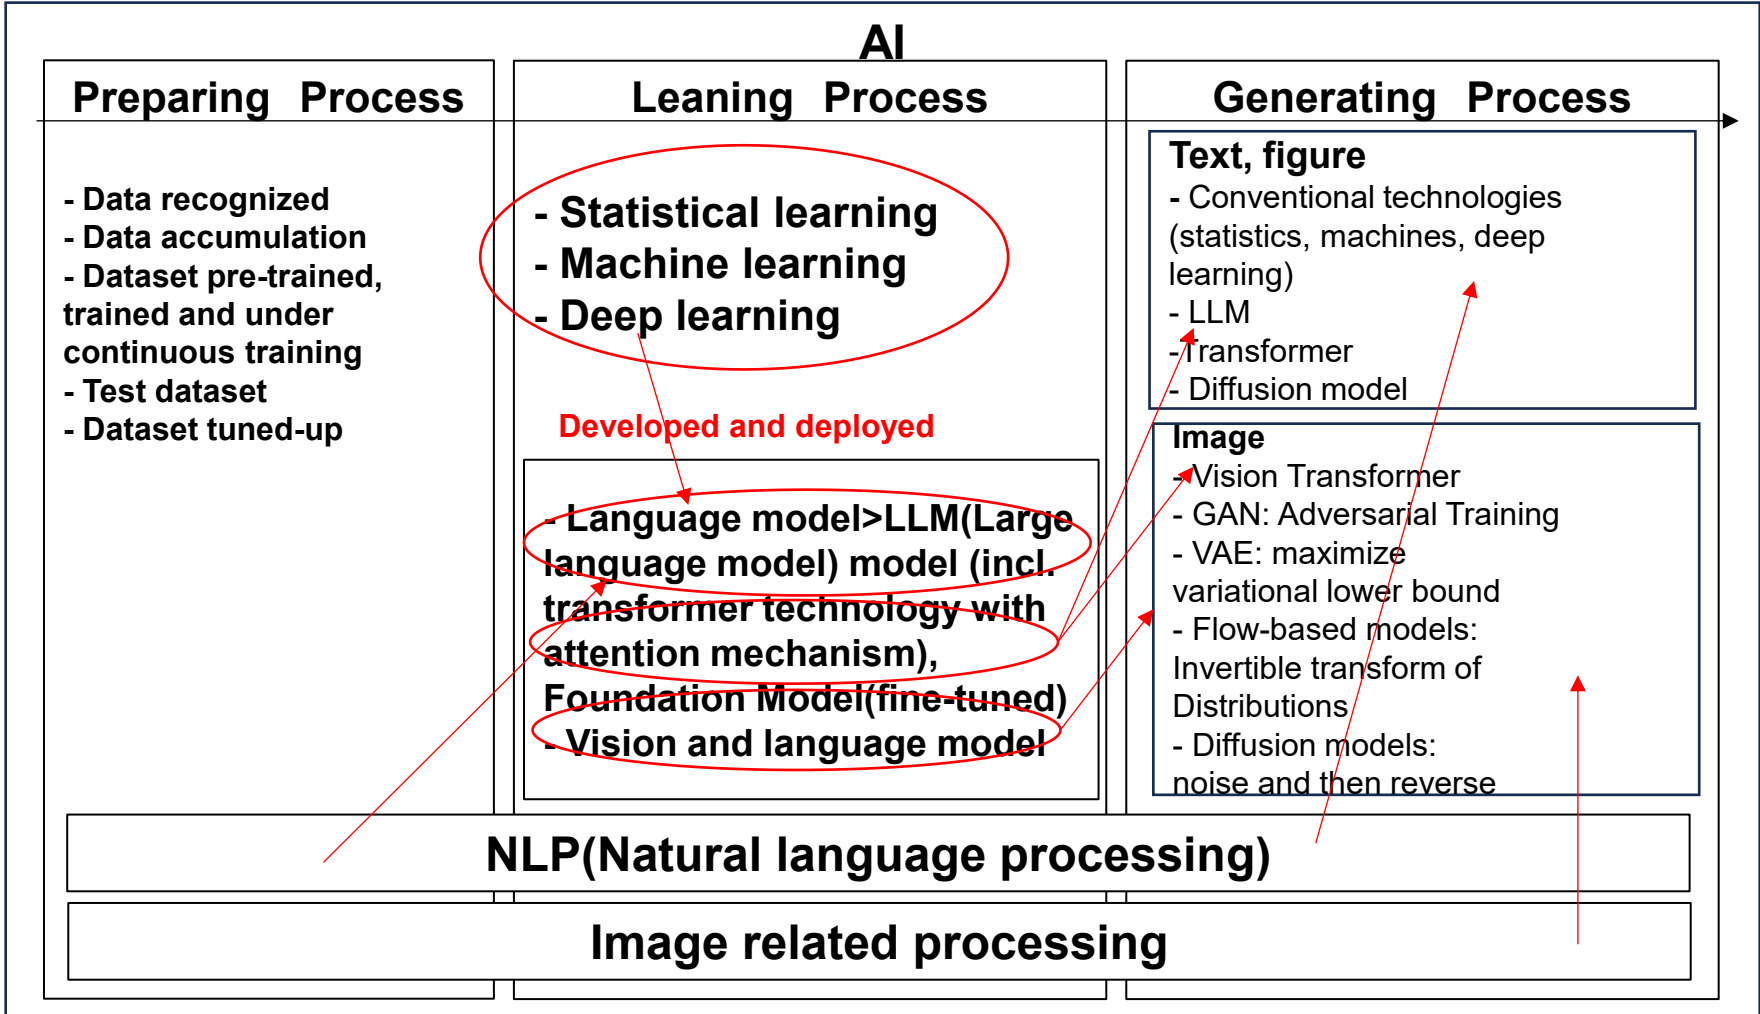 AI
Preparing Process
- Data recognized
- Data accumulation
- Dataset pre-trained,
trained and under
continuous training
- Test dataset
- Dataset tuned-up
Leaning Process
- Statistical learning
- Machine learning
- Deep learning
Developed and deployed
- Language model>LLM(Large
language model) model (incl.
transformer technology with
attention mechanism),
Foundation Model(fine-tuned)
- Vision and language model
Generating Process
Text, figure
- Conventional technologies
(statistics, machines, deep
learning)
- LLM
-Transformer
- Diffusion model
Image
- Vision Transformer
- GAN: Adversarial Training
- VAE: maximize
variational lower bound
- Flow-based models:
Invertible transform of
Distributions
- Diffusion models:
noise and then reverse
NLP(Natural language processing)
Image related processing